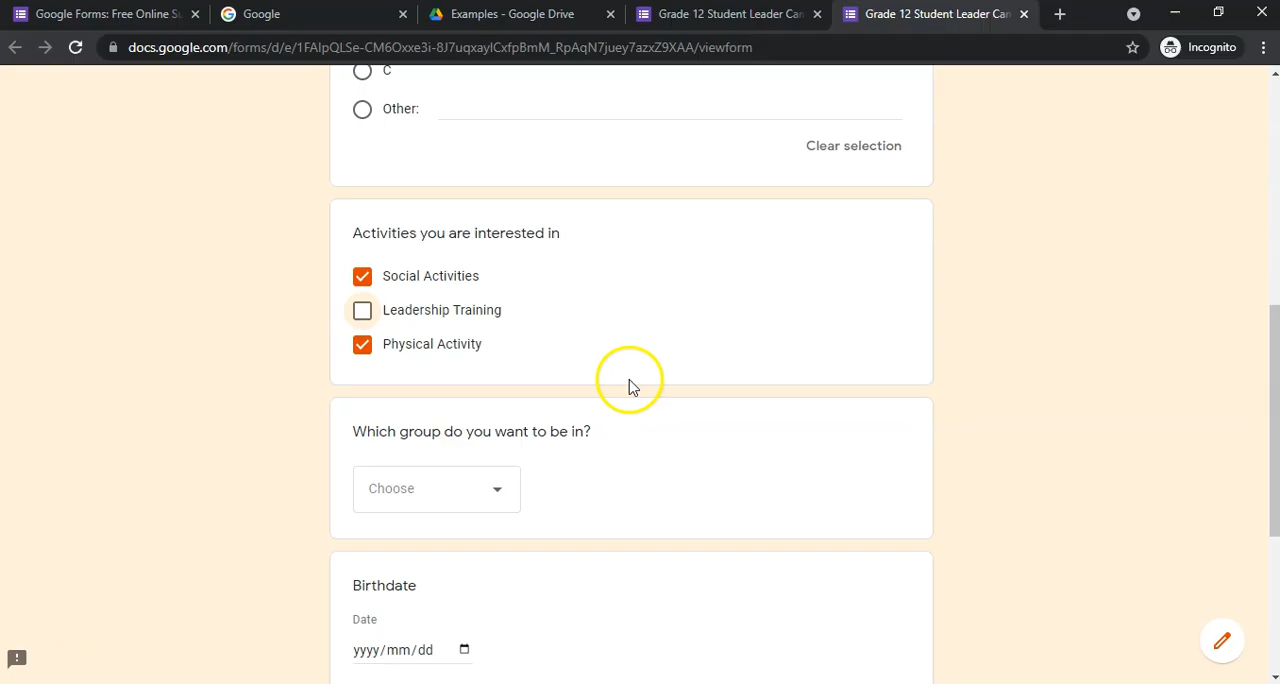 Google Forms: Free Online Su
Google
Examples - Google Drive
Grade 12 Student Leader Can
Grade 12 Student Leader Can
docs.google.com/forms/d/e/1FAIpQLSe-CM6Oxxe3i-8J7uqxaylCxfpBmM_RpAqN7juey7azxZ9XAA/viewform
Incognito
C
Other:
Clear selection
Activities you are interested in
Social Activities
Leadership Training
Physical Activity
Which group do you want to be in?
Choose
Birthdate
Date
yyyy/mm/dd